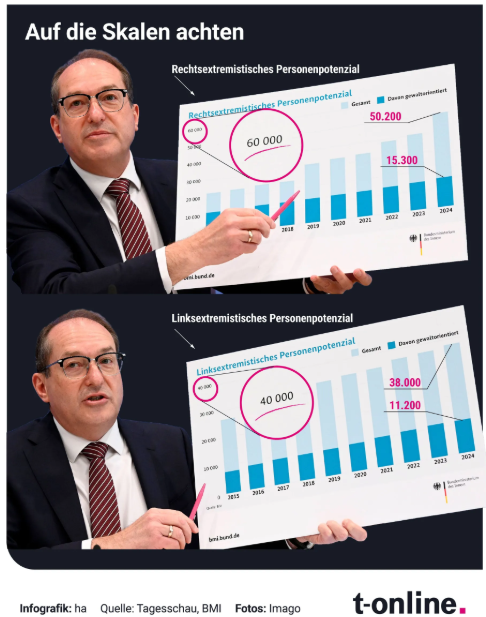 Auf die Skalen achten
Rechtsextremistisches Personenpotenzial
Rechtsextremistisches Personenpotenzial
Gesamt
Davon gewaltorientiert
60 000
50.200
60 000
15.300
40 000
30 000
20 000
10 000
2018
2019
2020
2021
2022
2023
2024
bmi.bund.de
Linksextremistisches Personenpotenzial
Linksextremistisches Personenpotenzial
Gesamt
Davon gewaltorientiert
40 000
40 000
38.000
11.200
30 000
20 000
10 000
0
2015
2016
2017
2018
2019
2020
2021
2022
2023
2024
bmi.bund.de
Infografik: ha Quelle: Tagesschau, BMI Fotos: Imago
t-online.